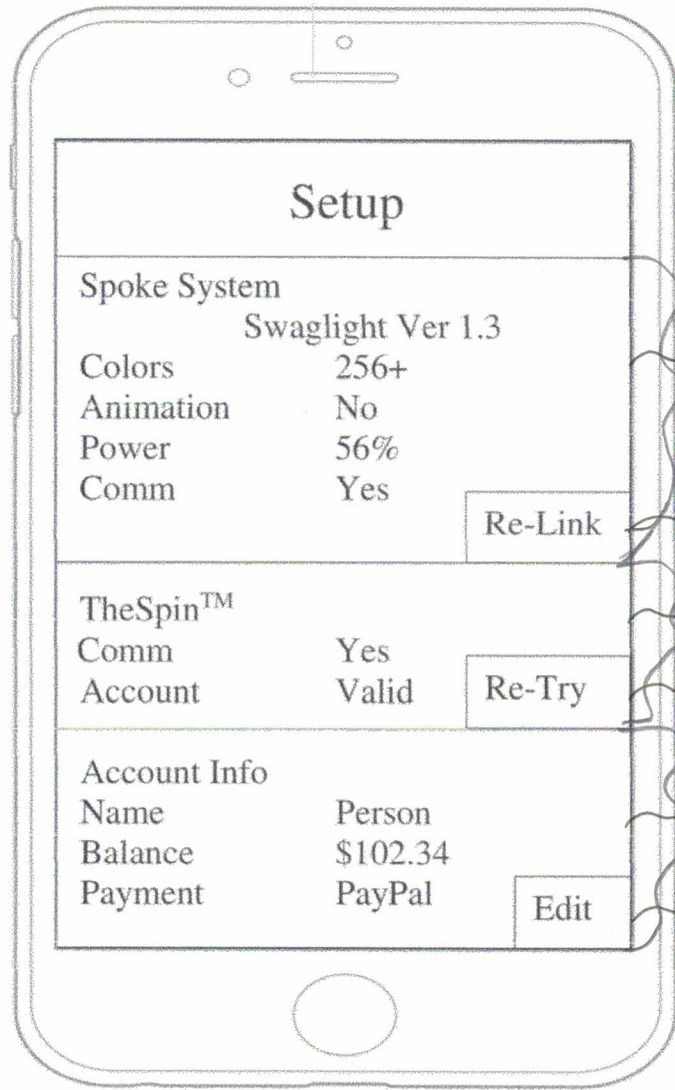 Setup
Spoke System
Swaglight Ver 1.3
Colors 256+
Animation No
Power 56%
Comm Yes
Re-Link
TheSpin™
Comm Yes
Account Valid
Re-Try
Account Info
Name Person
Balance $102.34
Payment PayPal
Edit